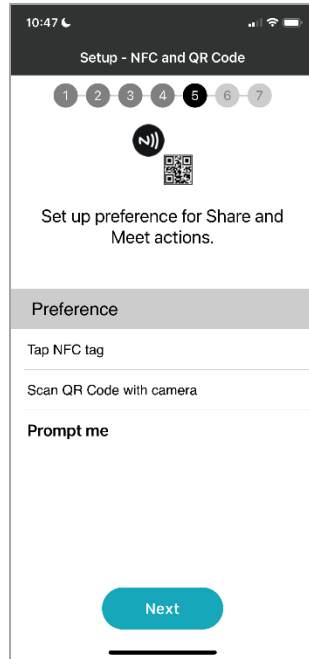 10:47
Setup - NFC and QR Code
1 2 3 4 5 6 7
Set up preference for Share and
Meet actions.
Preference
Tap NFC tag
Scan QR Code with camera
Prompt me
Next